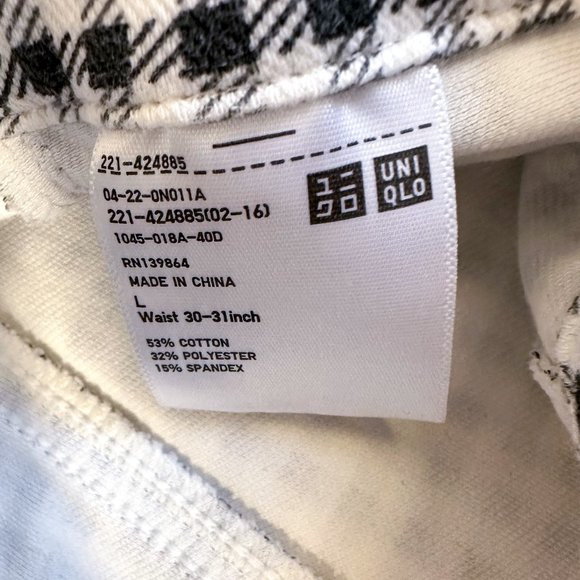 221-424885
04-22-0N011A
221-424885(02-16)
1045-018A-40D
RN139864
MADE IN CHINA
L
Waist 30-31inch
53% COTTON
32% POLYESTER
15% SPANDEX
ユニ
クロ
UNI
QLO